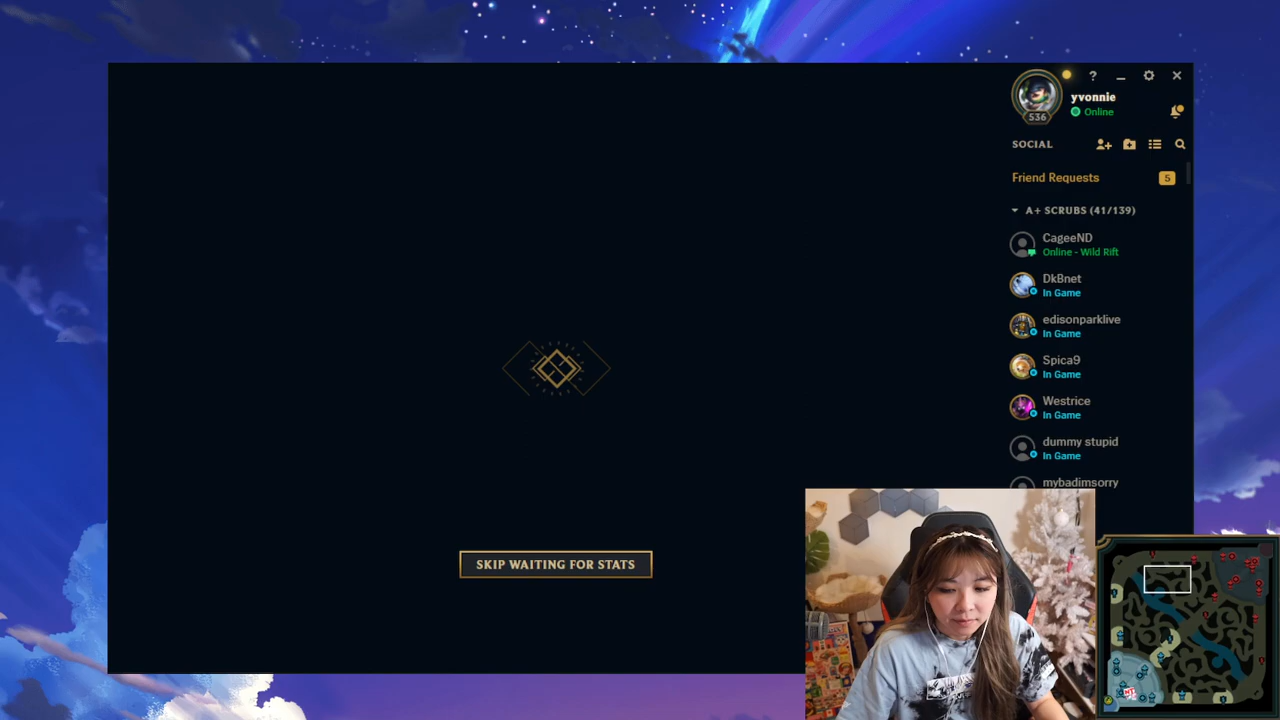 ?
536
yvonnie
Online
SOCIAL
Friend Requests
5
A+ SCRUBS (41/139)
CageeND
Online - Wild Rift
DkBnet
In Game
edisonparklive
In Game
Spica9
In Game
Westrice
In Game
dummy stupid
In Game
mybadimsorry
SKIP WAITING FOR STATS